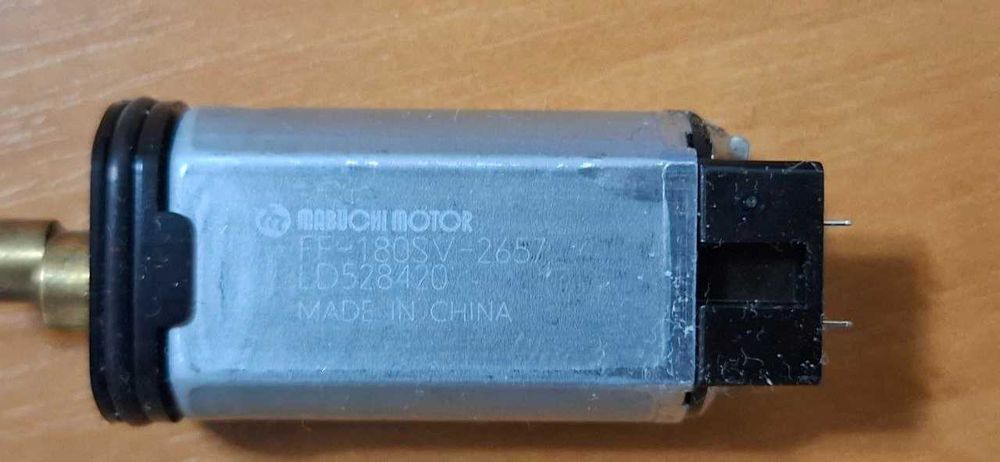 MABUCHI MOTOR
FF-180SV-2657
LD528420
MADE IN CHINA